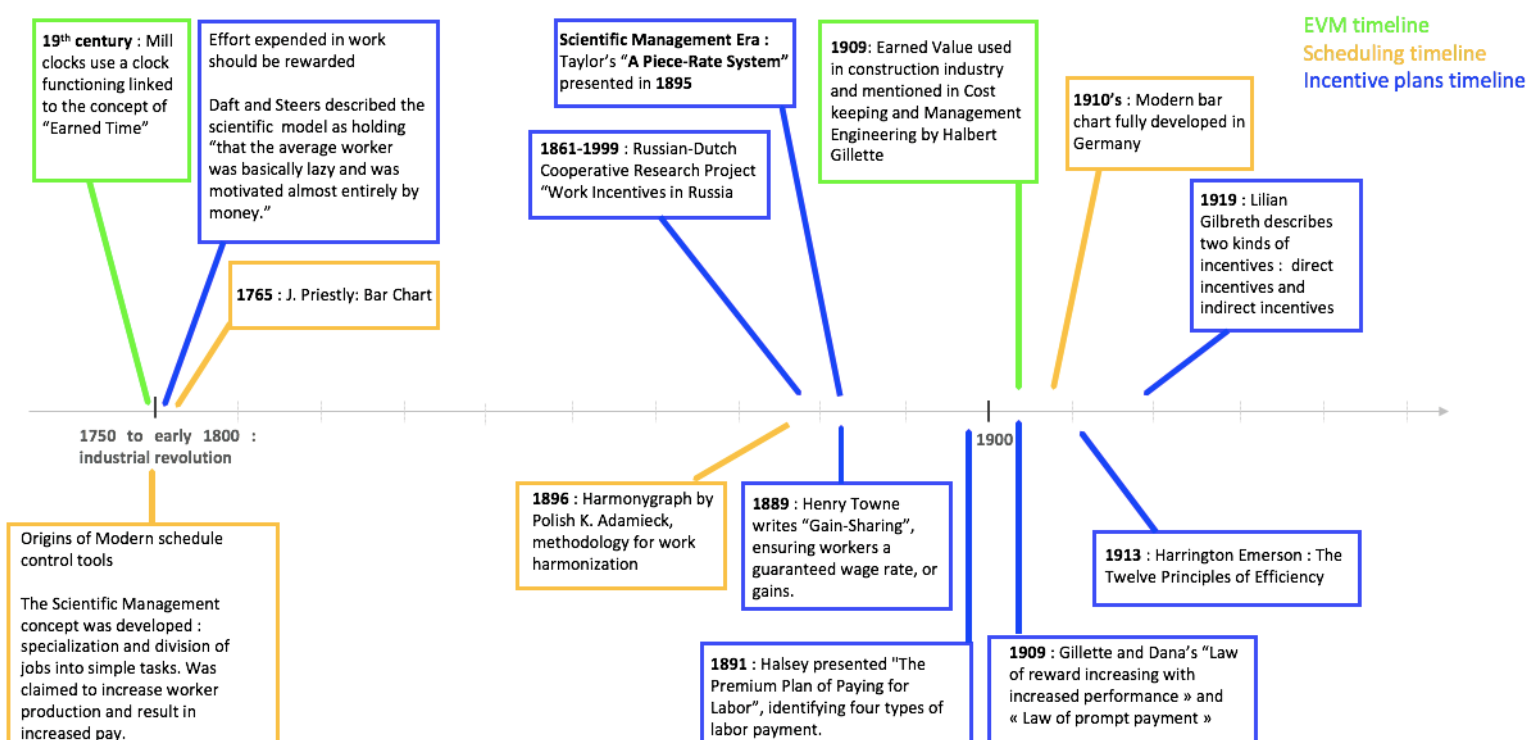 EVM timeline
Scheduling timeline
Incentive plans timeline
19th century : Mill
clocks use a clock
functioning linked
to the concept of
“Earned Time”
Effort expended in work
should be rewarded
Daft and Steers described the
scientific model as holding
“that the average worker
was basically lazy and was
motivated almost entirely by
money.”
1765 : J. Priestly: Bar Chart
Scientific Management Era :
Taylor’s “A Piece-Rate System”
presented in 1895
1861-1999 : Russian-Dutch
Cooperative Research Project
“Work Incentives in Russia
1909: Earned Value used
in construction industry
and mentioned in Cost
keeping and Management
Engineering by Halbert
Gillette
1910’s : Modern bar
chart fully developed in
Germany
1919 : Lilian
Gilbreth describes
two kinds of
incentives : direct
incentives and
indirect incentives
1750 to early 1800 :
industrial revolution
1900
Origins of Modern schedule
control tools
The Scientific Management
concept was developed :
specialization and division of
jobs into simple tasks. Was
claimed to increase worker
production and result in
increased pay.
1896 : Harmonygraph by
Polish K. Adamieck,
methodology for work
harmonization
1889 : Henry Towne
writes “Gain-Sharing”,
ensuring workers a
guaranteed wage rate, or
gains.
1891 : Halsey presented "The
Premium Plan of Paying for
Labor”, identifying four types of
labor payment.
1909 : Gillette and Dana’s “Law
of reward increasing with
increased performance » and
« Law of prompt payment »
1913 : Harrington Emerson : The
Twelve Principles of Efficiency